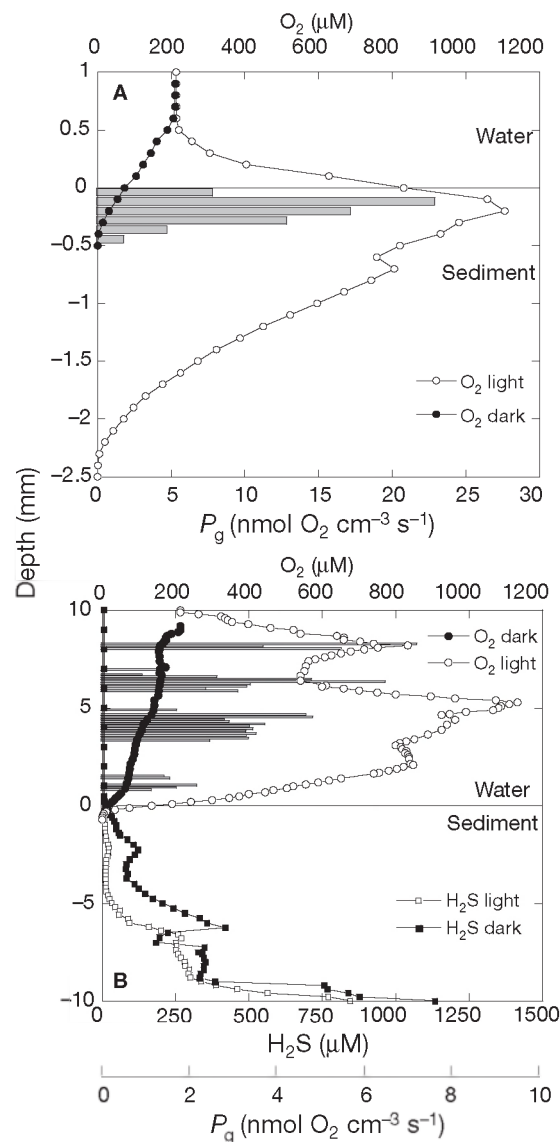 O₂ (µM)
0 200 400 600 800 1000 1200
1
0.5
0
−0.5
−1
−1.5
−2
−2.5
A
Water
Sediment
O₂ light
O₂ dark
0 5 10 15 20 25 30
Pg (nmol O₂ cm⁻³ s⁻¹)
Depth (mm)
O₂ (µM)
0 200 400 600 800 1000 1200
10
5
0
−5
−10
O₂ dark
O₂ light
Water
Sediment
H₂S light
H₂S dark
B
0 250 500 750 1000 1250 1500
H₂S (µM)
0 2 4 6 8 10
Pg (nmol O₂ cm⁻³ s⁻¹)